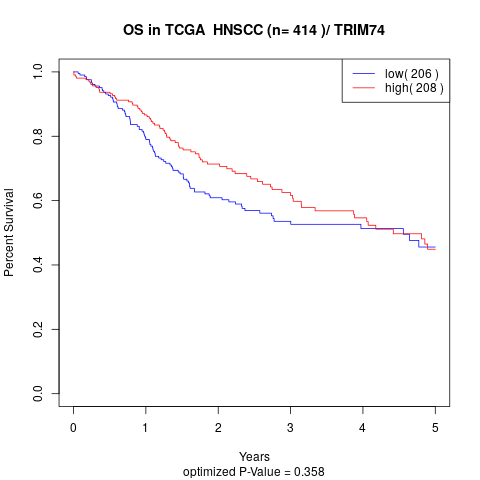 OS in TCGA  HNSCC (n= 414 )/ TRIM74
low( 206 )
high( 208 )
Percent Survival
1.0
0.8
0.6
0.4
0.2
0.0
0 1 2 3 4 5
Years
optimized P-Value = 0.358